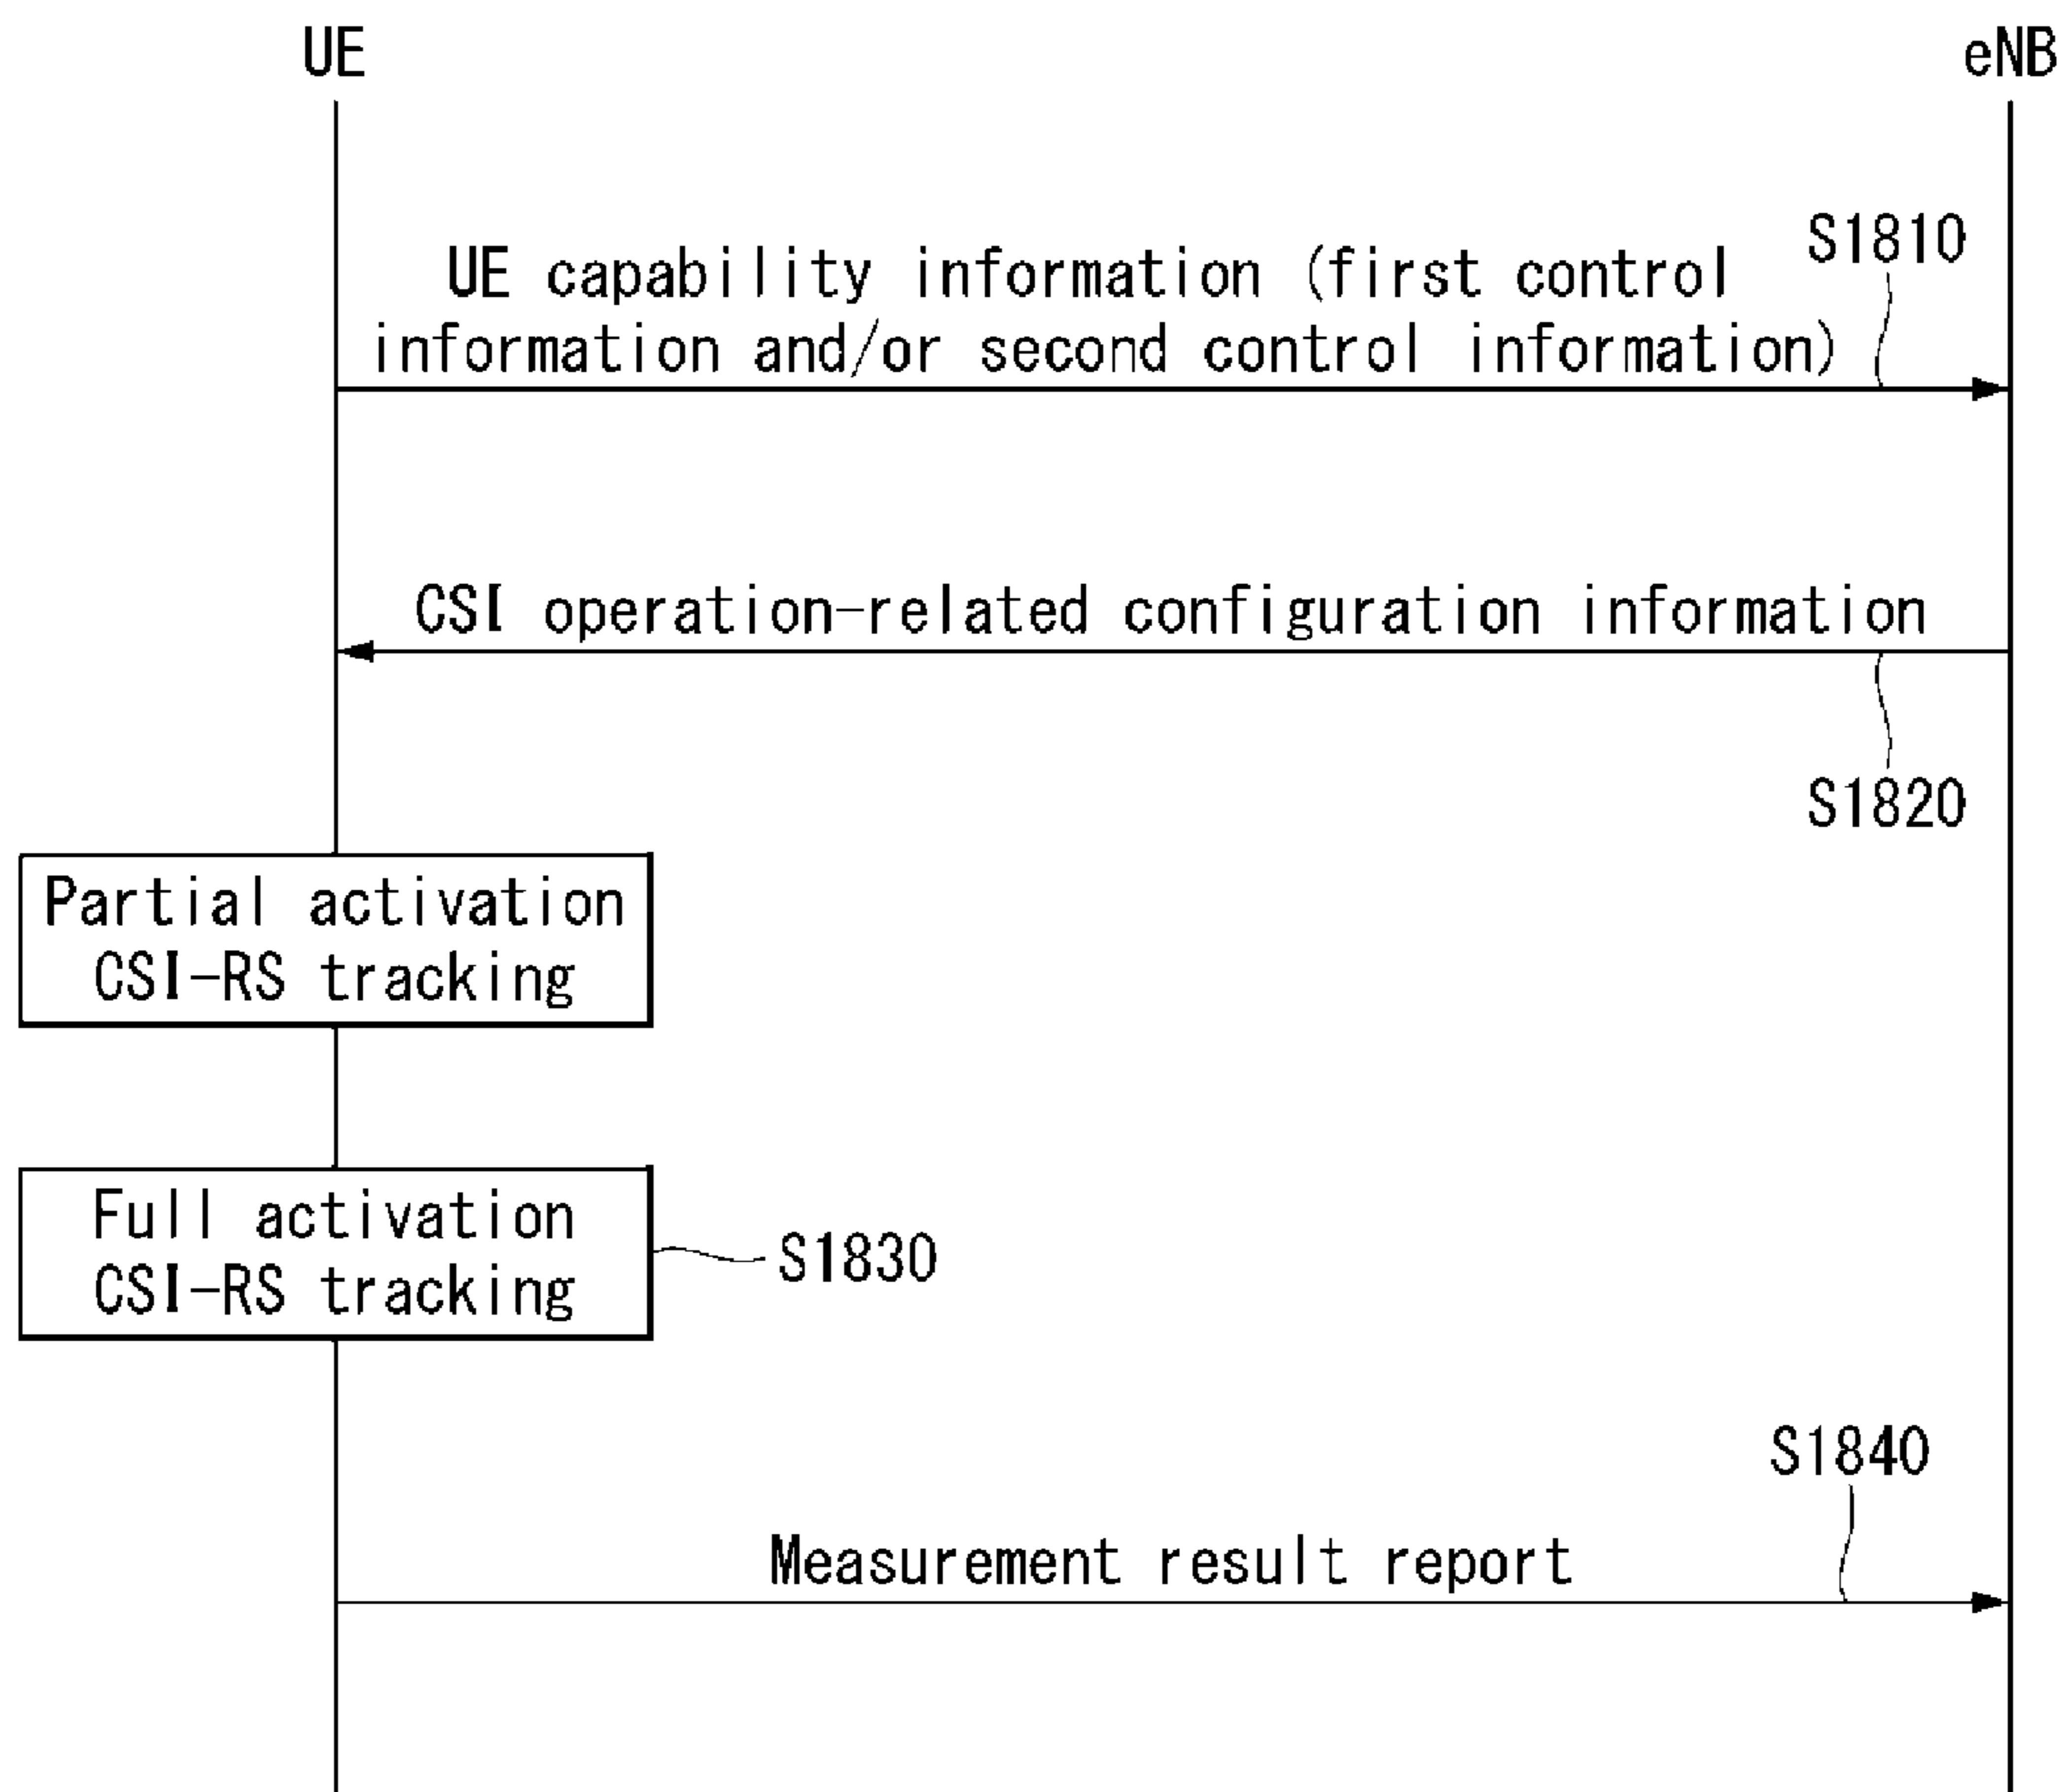 UE
eNB
S1810
UE capability information (first control
information and/or second control information)
CSI operation-related configuration information
S1820
Partial activation
CSI-RS tracking
Full activation
CSI-RS tracking
S1830
S1840
Measurement result report